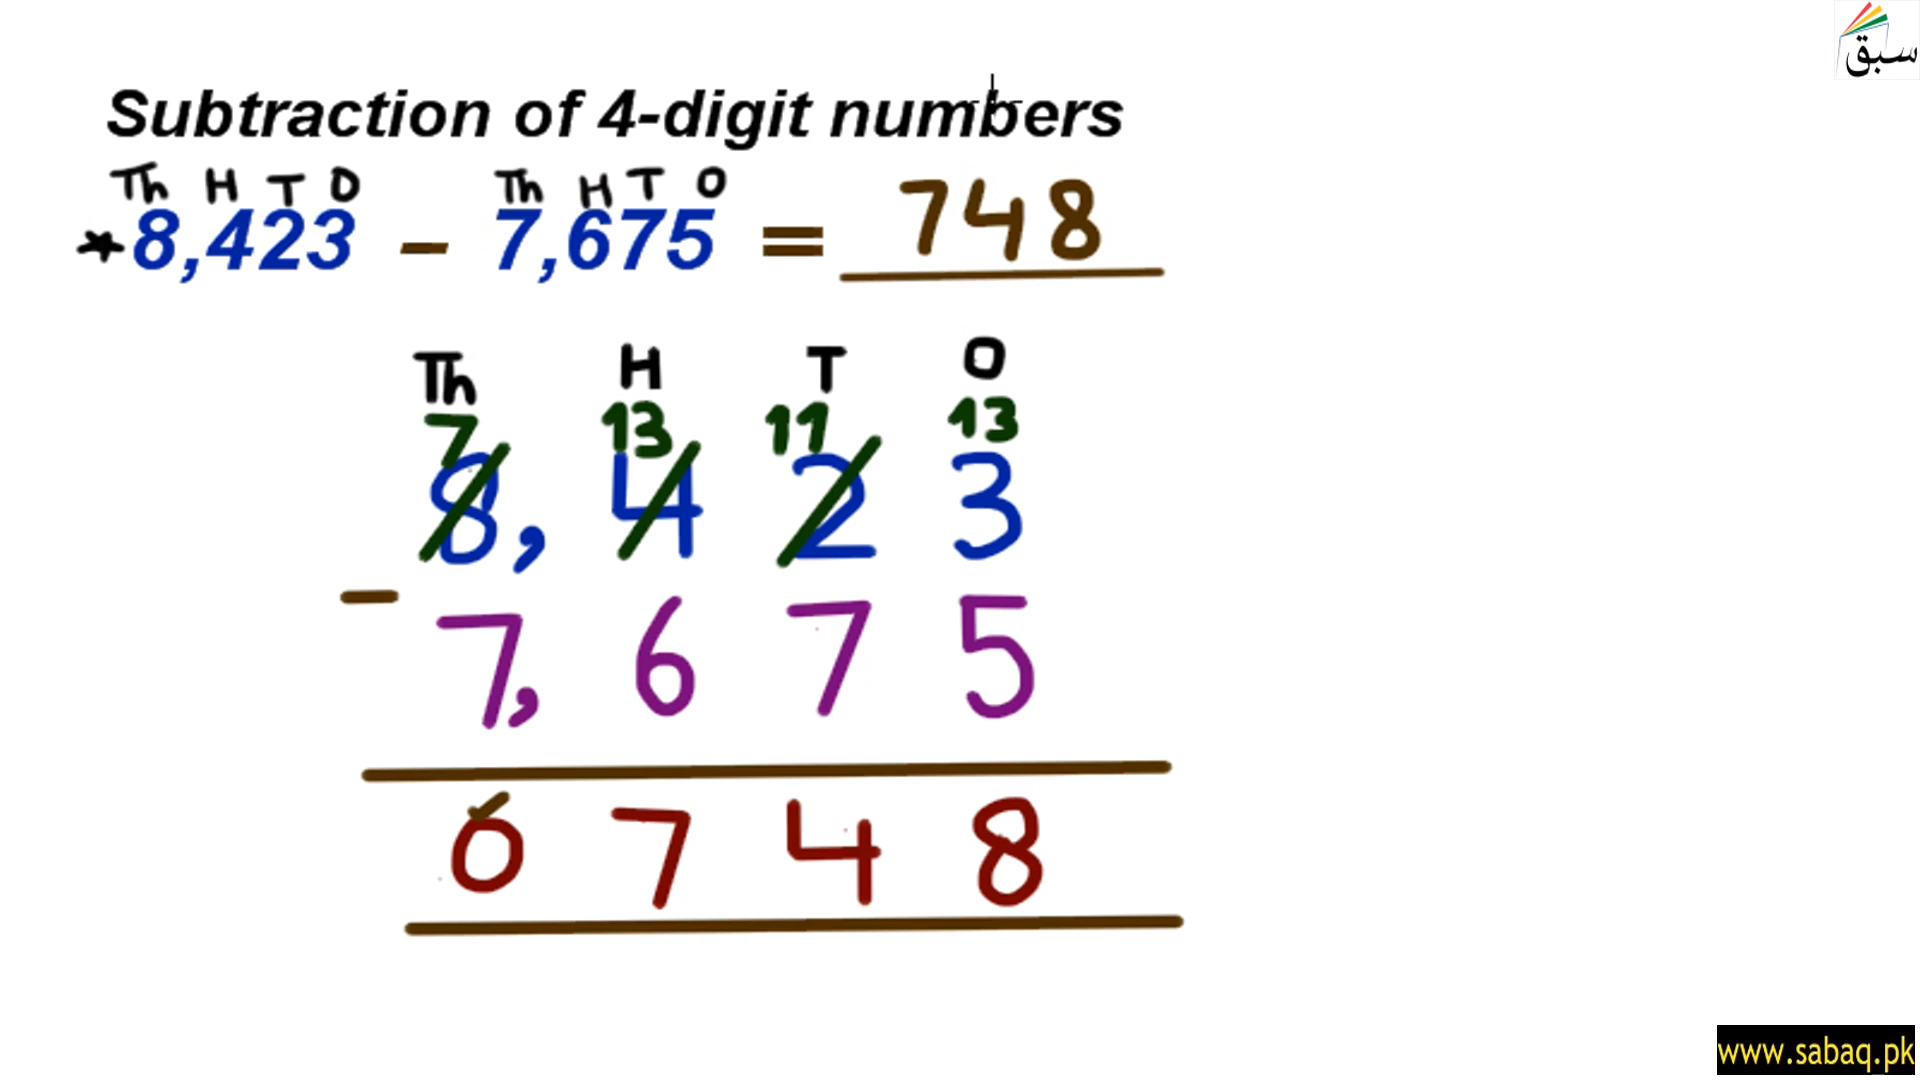 سبق
Subtraction of 4-digit numbers
Th H T O Th H T O
*8,423 – 7,675 = 748
Th H T O
7 13 11 13
8, 4 2 3
–
7, 6 7 5
0 7 4 8
www.sabaq.pk